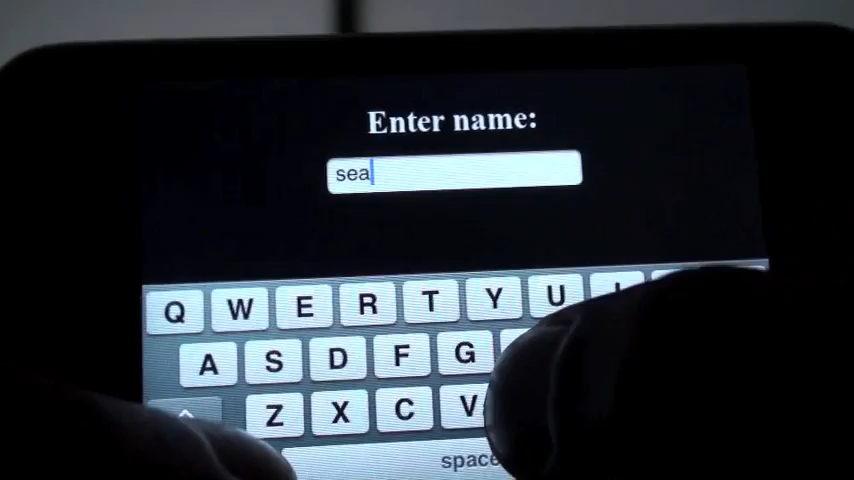 Enter name:
sea
Q W E R T Y U
A S D F G
Z X C V
space